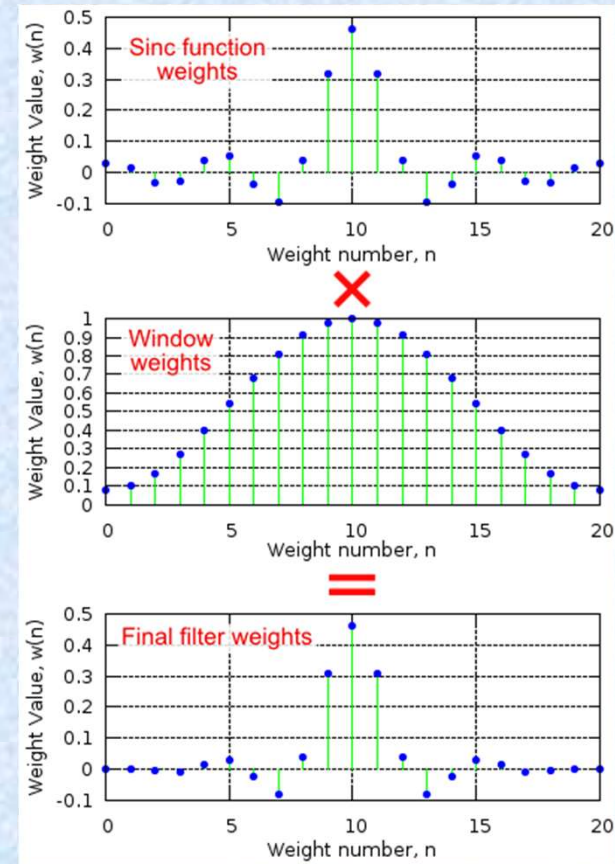 0.5
Sinc function
weights
0.4
0.3
0.2
0.1
0
-0.1
Weight Value, w(n)
0 5 10 15 20
Weight number, n
×
1
Window
weights
0.9
0.8
0.7
0.6
0.5
0.4
0.3
0.2
0.1
0
Weight Value, w(n)
0 5 10 15 20
Weight number, n
=
0.5
Final filter weights
0.4
0.3
0.2
0.1
0
-0.1
Weight Value, w(n)
0 5 10 15 20
Weight number, n